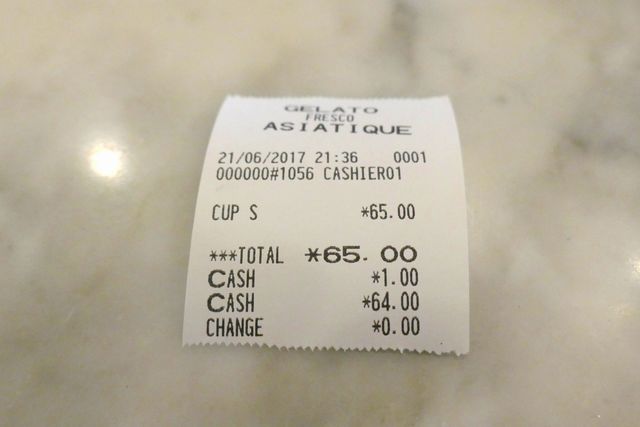 GELATO
FRESCO
ASIATIQUE
21/06/2017 21:36 0001
000000#1056 CASHIER01
CUP S *65.00
***TOTAL *65.00
CASH *1.00
CASH *64.00
CHANGE *0.00